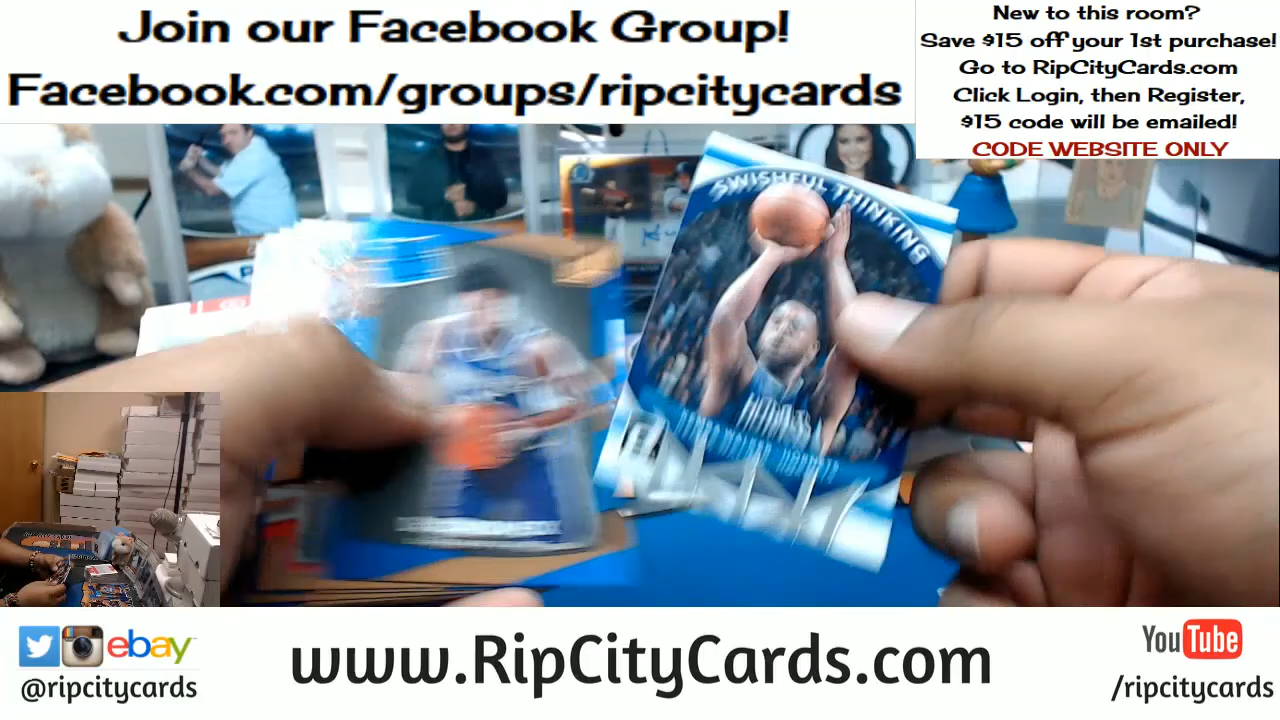 Join our Facebook Group!
Facebook.com/groups/ripcitycards
New to this room?
Save $15 off your 1st purchase!
Go to RipCityCards.com
Click Login, then Register,
$15 code will be emailed!
CODE WEBSITE ONLY
SWISHFUL THINKING
ebay
@ripcitycards
www.RipCityCards.com
YouTube
/ripcitycards